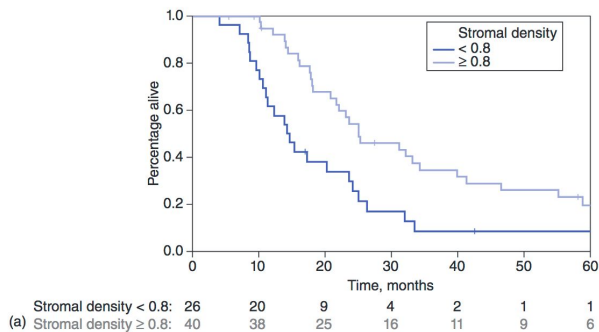 Stromal density
< 0.8
≥ 0.8
Percentage alive
1.0
0.8
0.6
0.4
0.2
0.0
0 10 20 30 40 50 60
Time, months
Stromal density < 0.8: 26 20 9 4 2 1 1
(a) Stromal density ≥ 0.8: 40 38 25 16 11 9 6